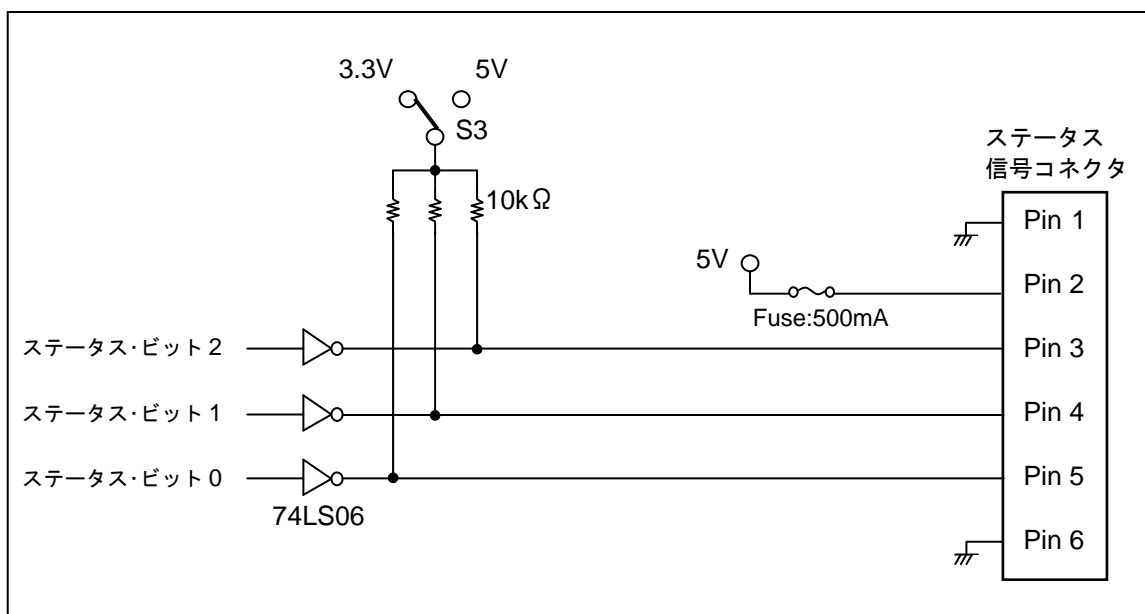 3.3V
5V
S3
10kΩ
ステータス
信号コネクタ
Pin 1
5V
Pin 2
Fuse:500mA
ステータス・ビット 2
Pin 3
ステータス・ビット 1
Pin 4
ステータス・ビット 0
Pin 5
74LS06
Pin 6